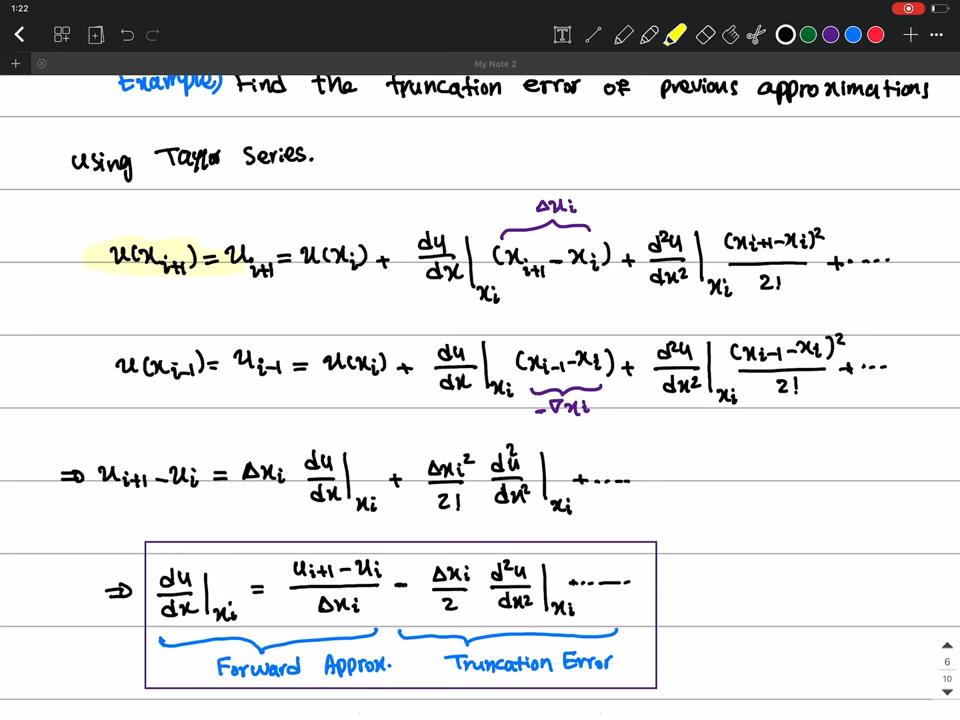 1:22
My Note 2
Example) Find the truncation error of previous approximations
using Taylor series.
Δxi
u(xi+1) = ui+1 = u(xi) + du/dx|xi (xi+1 − xi) + d²u/dx²|xi (xi+1−xi)²/2! + ....
u(xi−1) = ui−1 = u(xi) + du/dx|xi (xi−1−xi) + d²u/dx²|xi (xi−1−xi)²/2! + ...
−∇xi
⇒ ui+1 − ui = Δxi du/dx|xi + Δxi²/2! d²u/dx²|xi + .....
⇒ du/dx|xi = ui+1 − ui/Δxi − Δxi/2 d²u/dx²|xi ......
Forward Approx. Truncation Error
6
10